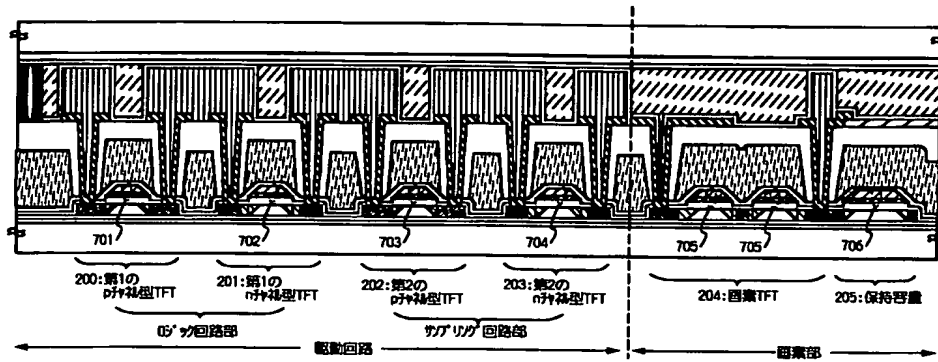 701
702
703
704
705
705
706
200:第1の
pチャネル型TFT
201:第1の
nチャネル型TFT
202:第2の
pチャネル型TFT
203:第2の
nチャネル型TFT
204:画素TFT
205:保持容量
ロジック回路部
サンプリング回路部
駆動回路
画素部